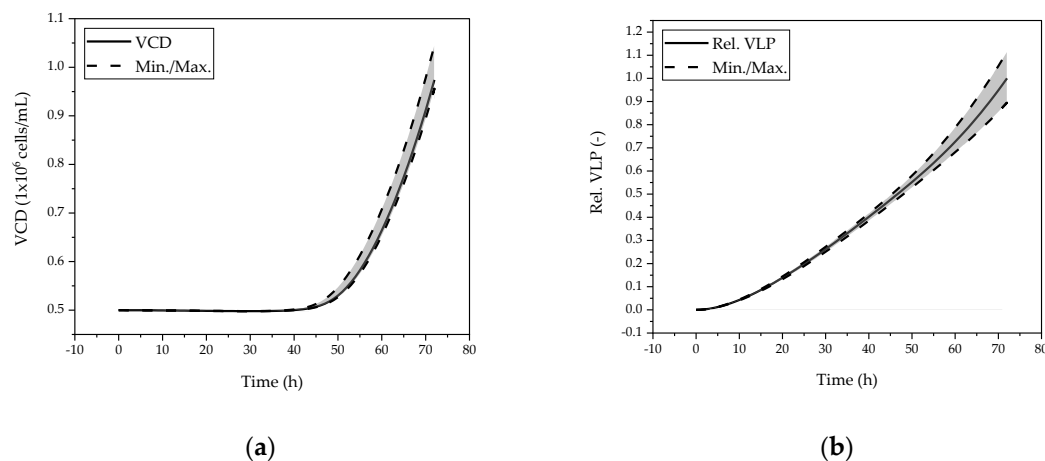 1.1
1.0
0.9
0.8
0.7
0.6
0.5
VCD (1x10⁶ cells/mL)
VCD
Min./Max.
-10 0 10 20 30 40 50 60 70 80
Time (h)
(a)
1.2
1.1
1.0
0.9
0.8
0.7
0.6
0.5
0.4
0.3
0.2
0.1
0.0
-0.1
Rel. VLP (-)
Rel. VLP
Min./Max.
-10 0 10 20 30 40 50 60 70 80
Time (h)
(b)